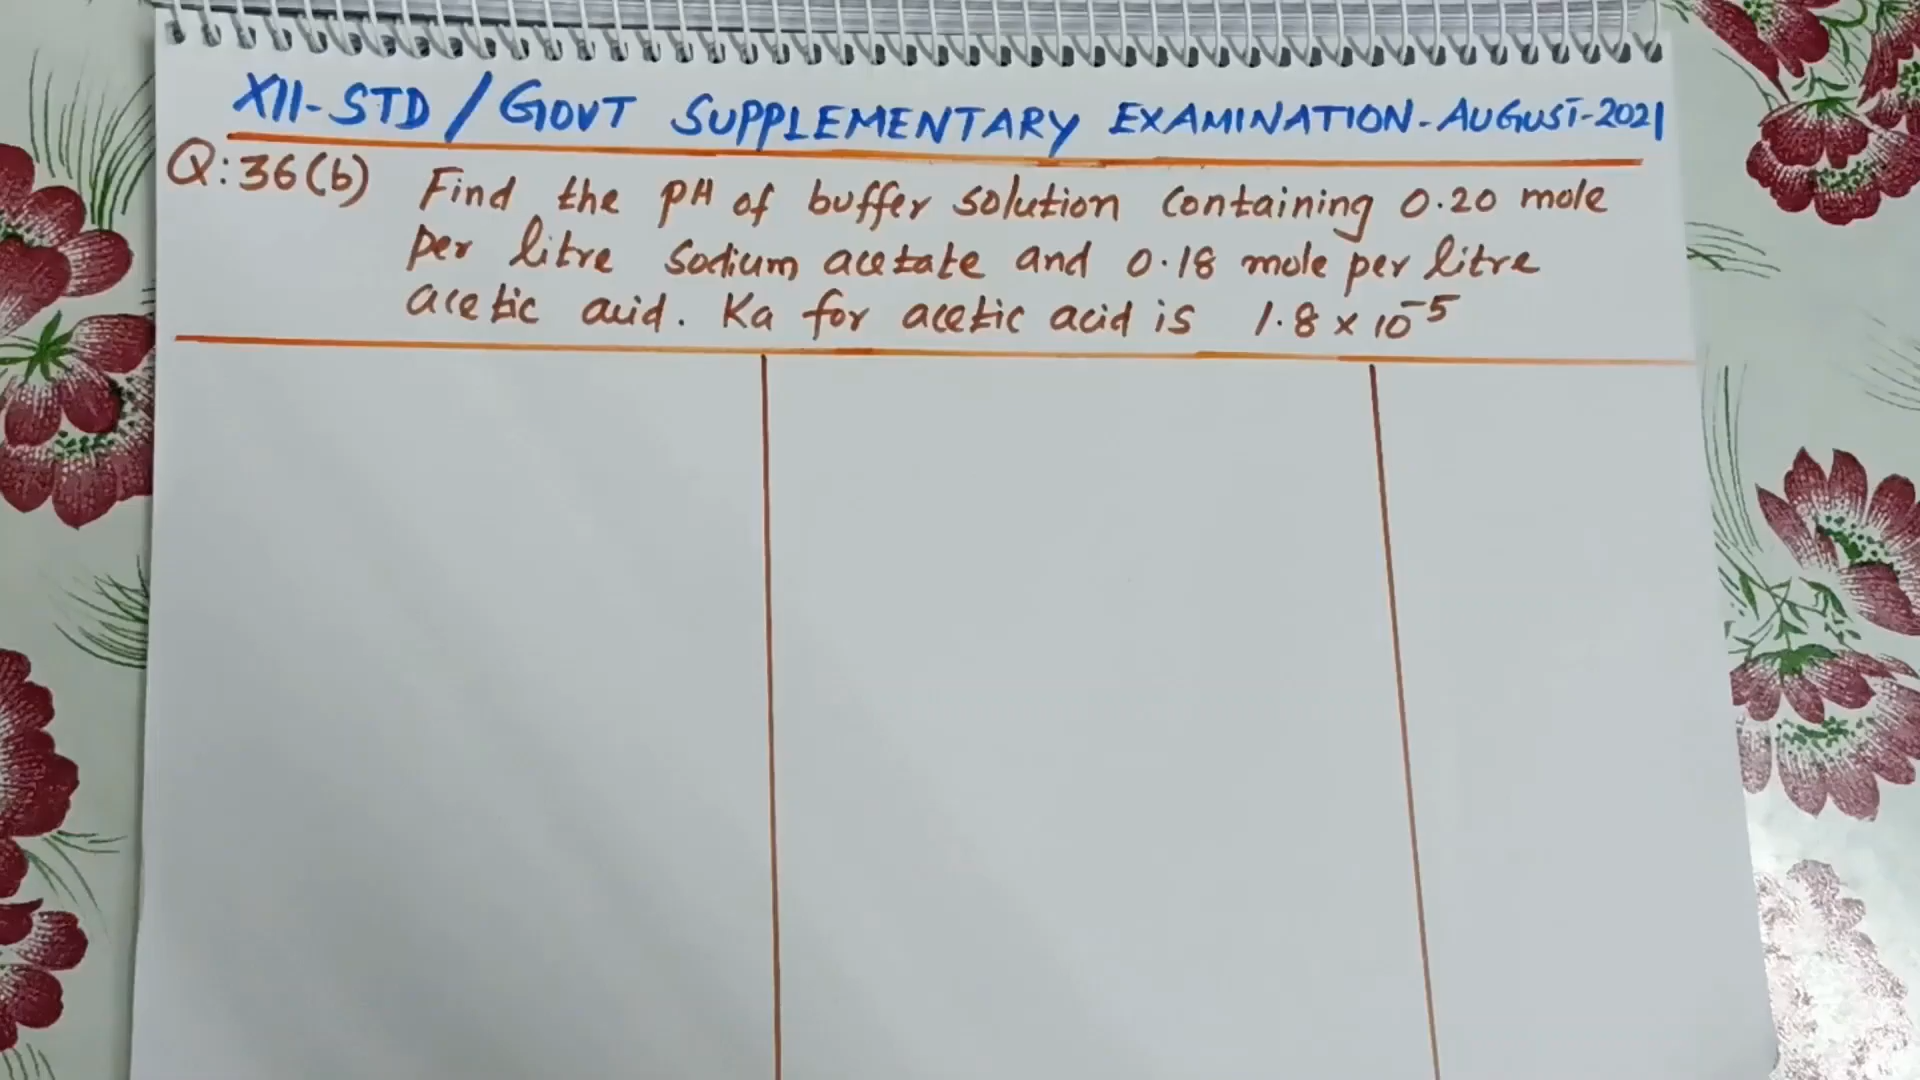 XII-STD / GOVT SUPPLEMENTARY EXAMINATION-AUGUST-2021
Q:36(b) Find the pH of buffer solution containing 0.20 mole
per litre sodium acetate and 0.18 mole per litre
acetic acid. Ka for acetic acid is 1.8 × 10⁻⁵